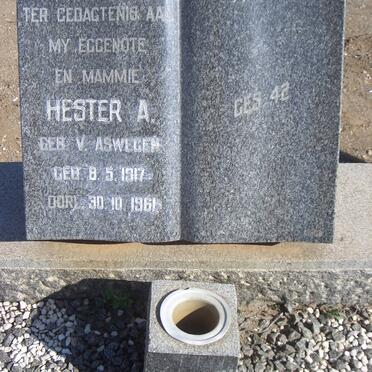 TER GEDAGTENIS AAN
MY EGGENOTE
EN MAMMIE
HESTER A.
GEB V. ASWEGEN
GEB 8.5.1917
OORL. 30.10.1961
GES 42